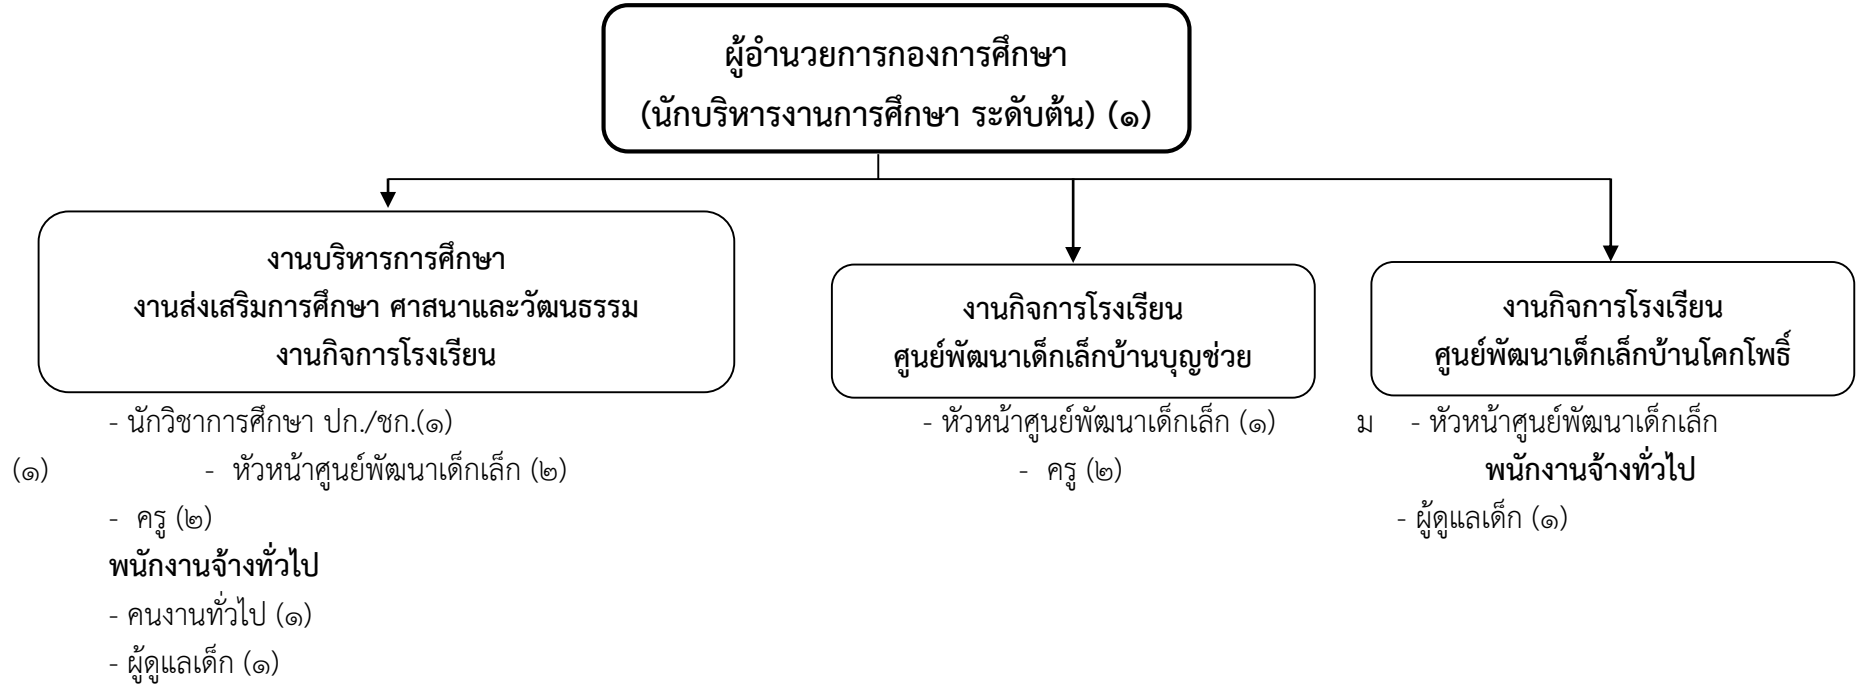 ผู้อำนวยการกองการศึกษา
(นักบริหารงานการศึกษา ระดับต้น) (๑)
งานบริหารการศึกษา
งานส่งเสริมการศึกษา ศาสนาและวัฒนธรรม
งานกิจการโรงเรียน
งานกิจการโรงเรียน
ศูนย์พัฒนาเด็กเล็กบ้านบุญช่วย
งานกิจการโรงเรียน
ศูนย์พัฒนาเด็กเล็กบ้านโคกโพธิ์
- นักวิชาการศึกษา ปก./ชก.(๑) - หัวหน้าศูนย์พัฒนาเด็กเล็ก (๑) ม - หัวหน้าศูนย์พัฒนาเด็กเล็ก
(๑) - หัวหน้าศูนย์พัฒนาเด็กเล็ก (๒) - ครู (๒) พนักงานจ้างทั่วไป
- ครู (๒) - ผู้ดูแลเด็ก (๑)
พนักงานจ้างทั่วไป
- คนงานทั่วไป (๑)
- ผู้ดูแลเด็ก (๑)